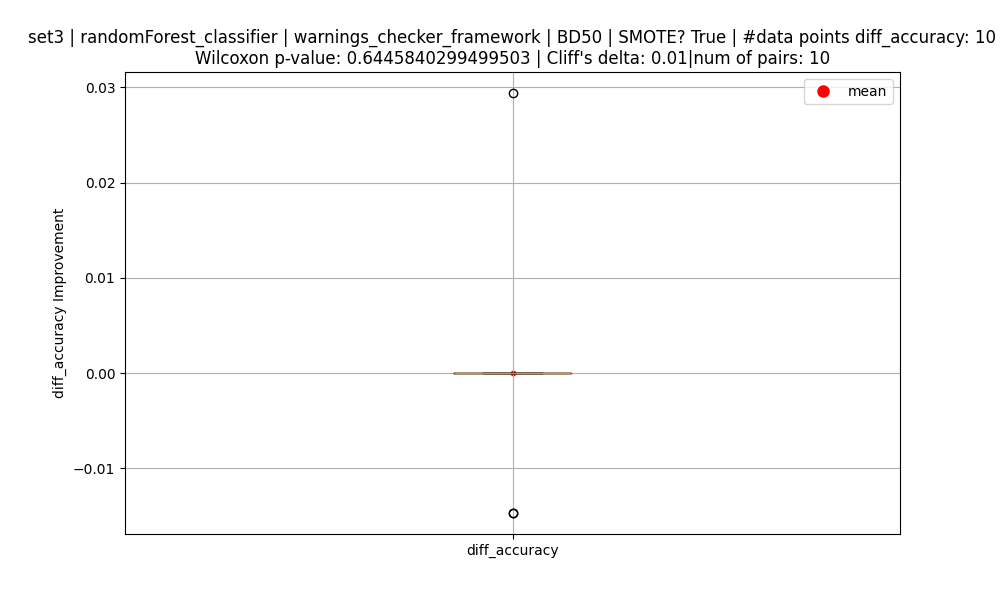 set3 | randomForest_classifier | warnings_checker_framework | BD50 | SMOTE? True | #data points diff_accuracy: 10
Wilcoxon p-value: 0.6445840299499503 | Cliff's delta: 0.01|num of pairs: 10
mean
0.03
0.02
0.01
0.00
−0.01
diff_accuracy Improvement
diff_accuracy